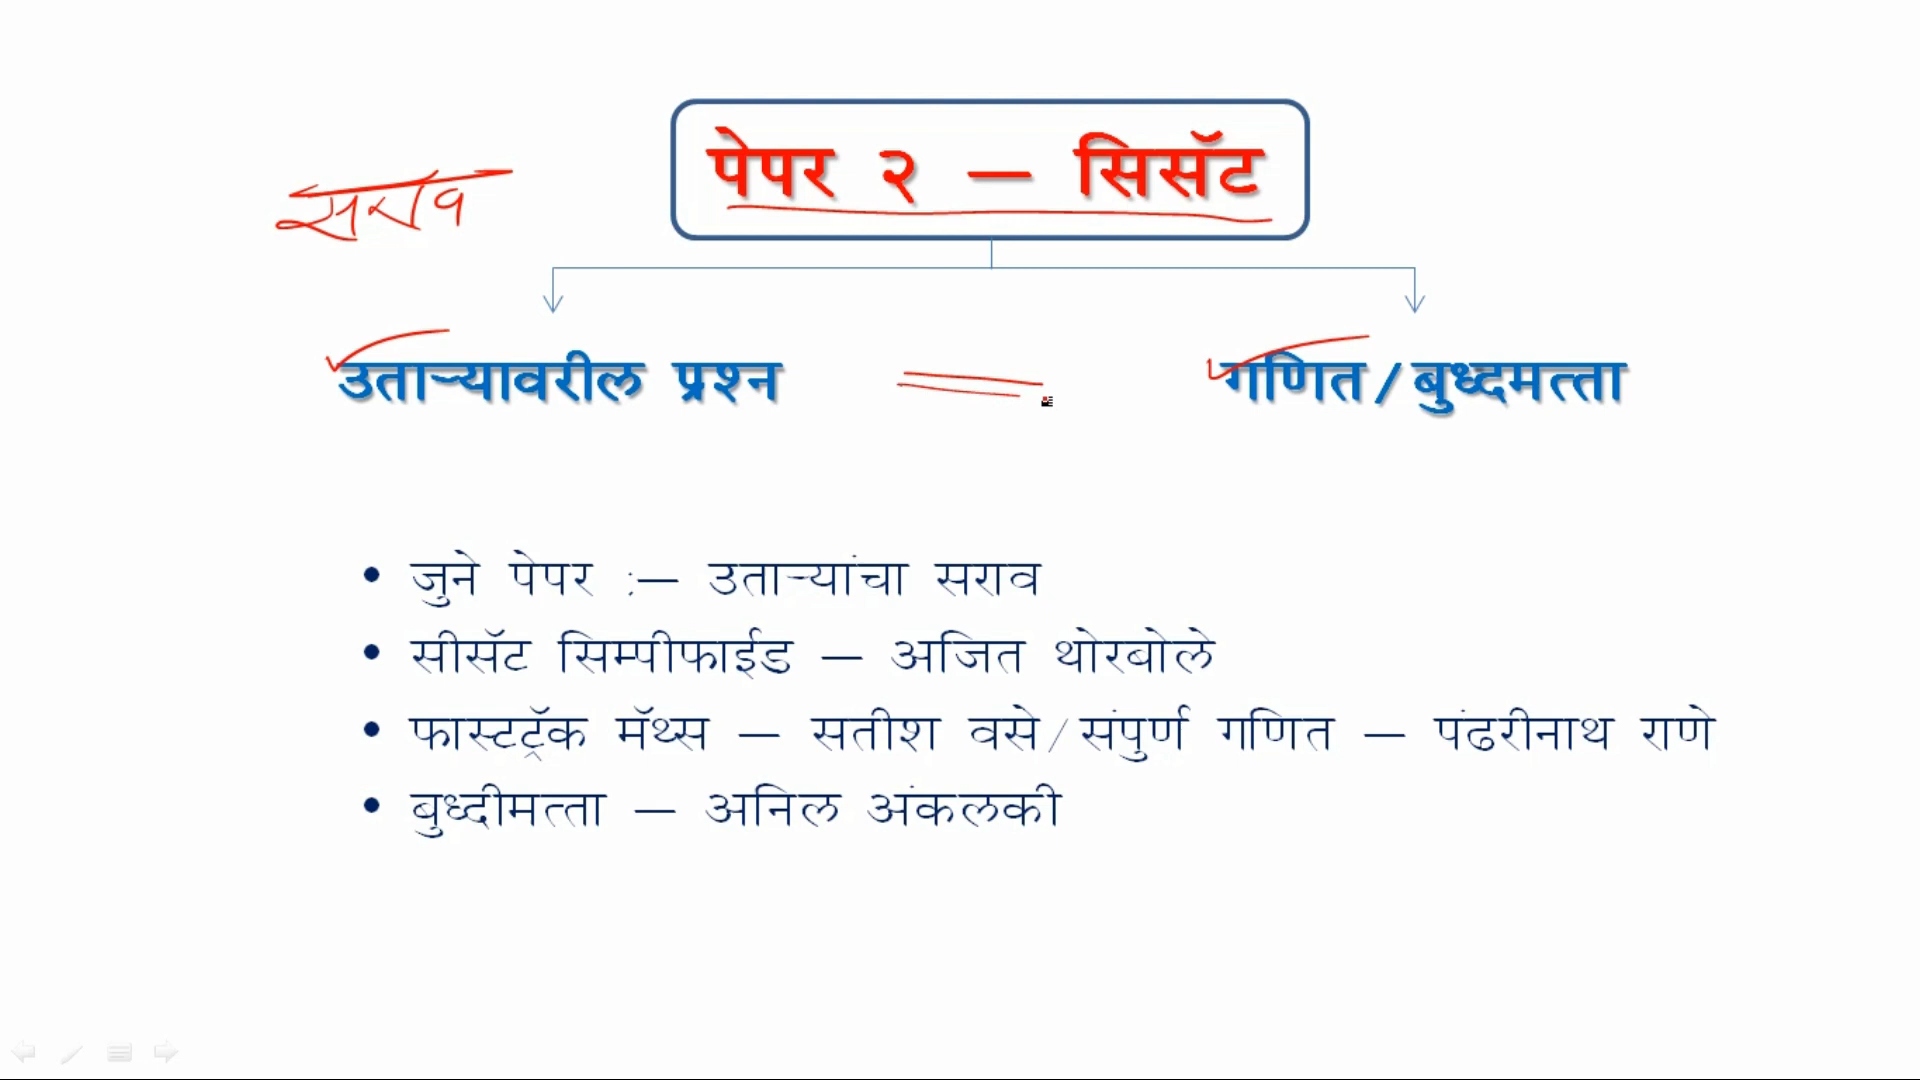 पेपर २ – सिसॅट
सराव
उताऱ्यावरील प्रश्न
गणित/बुध्दमत्ता
• जुने पेपर :– उताऱ्यांचा सराव
• सीसॅट सिम्पीफाईड – अजित थोरबोले
• फास्टट्रॅक मॅथ्स – सतीश वसे/संपुर्ण गणित – पंढरीनाथ राणे
• बुध्दीमत्ता – अनिल अंकलकी